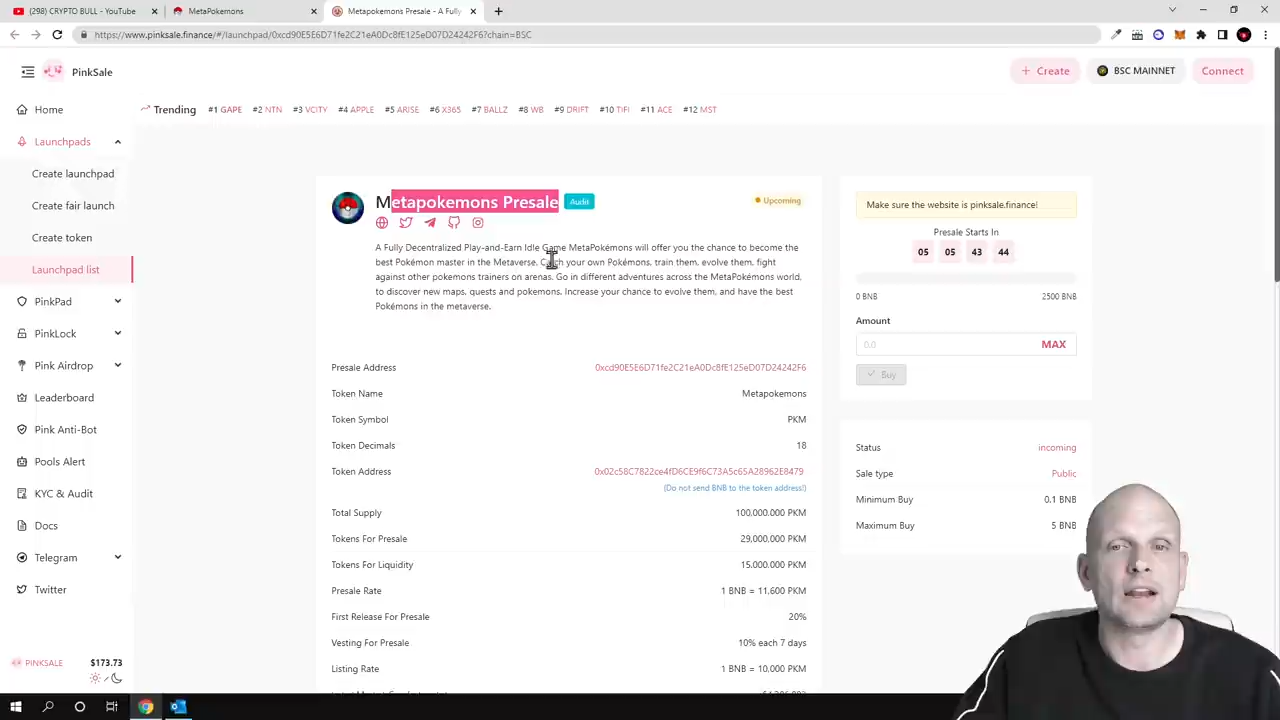 (298) CRYPTO BULL - YouTube
MetaPokemons
Metapokemons Presale - A Fully
https://www.pinksale.finance/#/launchpad/0xcd90E5E6D71fe2C21eA0Dc8fE125eD07D24242F6?chain=BSC
PinkSale
Create
BSC MAINNET
Connect
Home
Launchpads
Create launchpad
Create fair launch
Create token
Launchpad list
PinkPad
PinkLock
Pink Airdrop
Leaderboard
Pink Anti-Bot
Pools Alert
KYC & Audit
Docs
Telegram
Twitter
PINKSALE $173.73
Trending #1 GAPE #2 NTN #3 VCITY #4 APPLE #5 ARISE #6 X365 #7 BALLZ #8 WB #9 DRIFT #10 TIFI #11 ACE #12 MST
Metapokemons Presale Audit
Upcoming
A Fully Decentralized Play-and-Earn Idle Game MetaPokémons will offer you the chance to become the
best Pokémon master in the Metaverse. Catch your own Pokémons, train them, evolve them, fight
against other pokemons trainers on arenas. Go in different adventures across the MetaPokémons world,
to discover new maps, quests and pokemons. Increase your chance to evolve them, and have the best
Pokémons in the metaverse.
Presale Address 0xcd90E5E6D71fe2C21eA0Dc8fE125eD07D24242F6
Token Name Metapokemons
Token Symbol PKM
Token Decimals 18
Token Address 0x02c58C7822ce4fD6CE9f6C73A5c65A28962E8479
(Do not send BNB to the token address!)
Total Supply 100,000,000 PKM
Tokens For Presale 29,000,000 PKM
Tokens For Liquidity 15,000,000 PKM
Presale Rate 1 BNB = 11,600 PKM
First Release For Presale 20%
Vesting For Presale 10% each 7 days
Listing Rate 1 BNB = 10,000 PKM
Make sure the website is pinksale.finance!
Presale Starts In
05 05 43 44
0 BNB 2500 BNB
Amount
0.0 MAX
Buy
Status incoming
Sale type Public
Minimum Buy 0.1 BNB
Maximum Buy 5 BNB